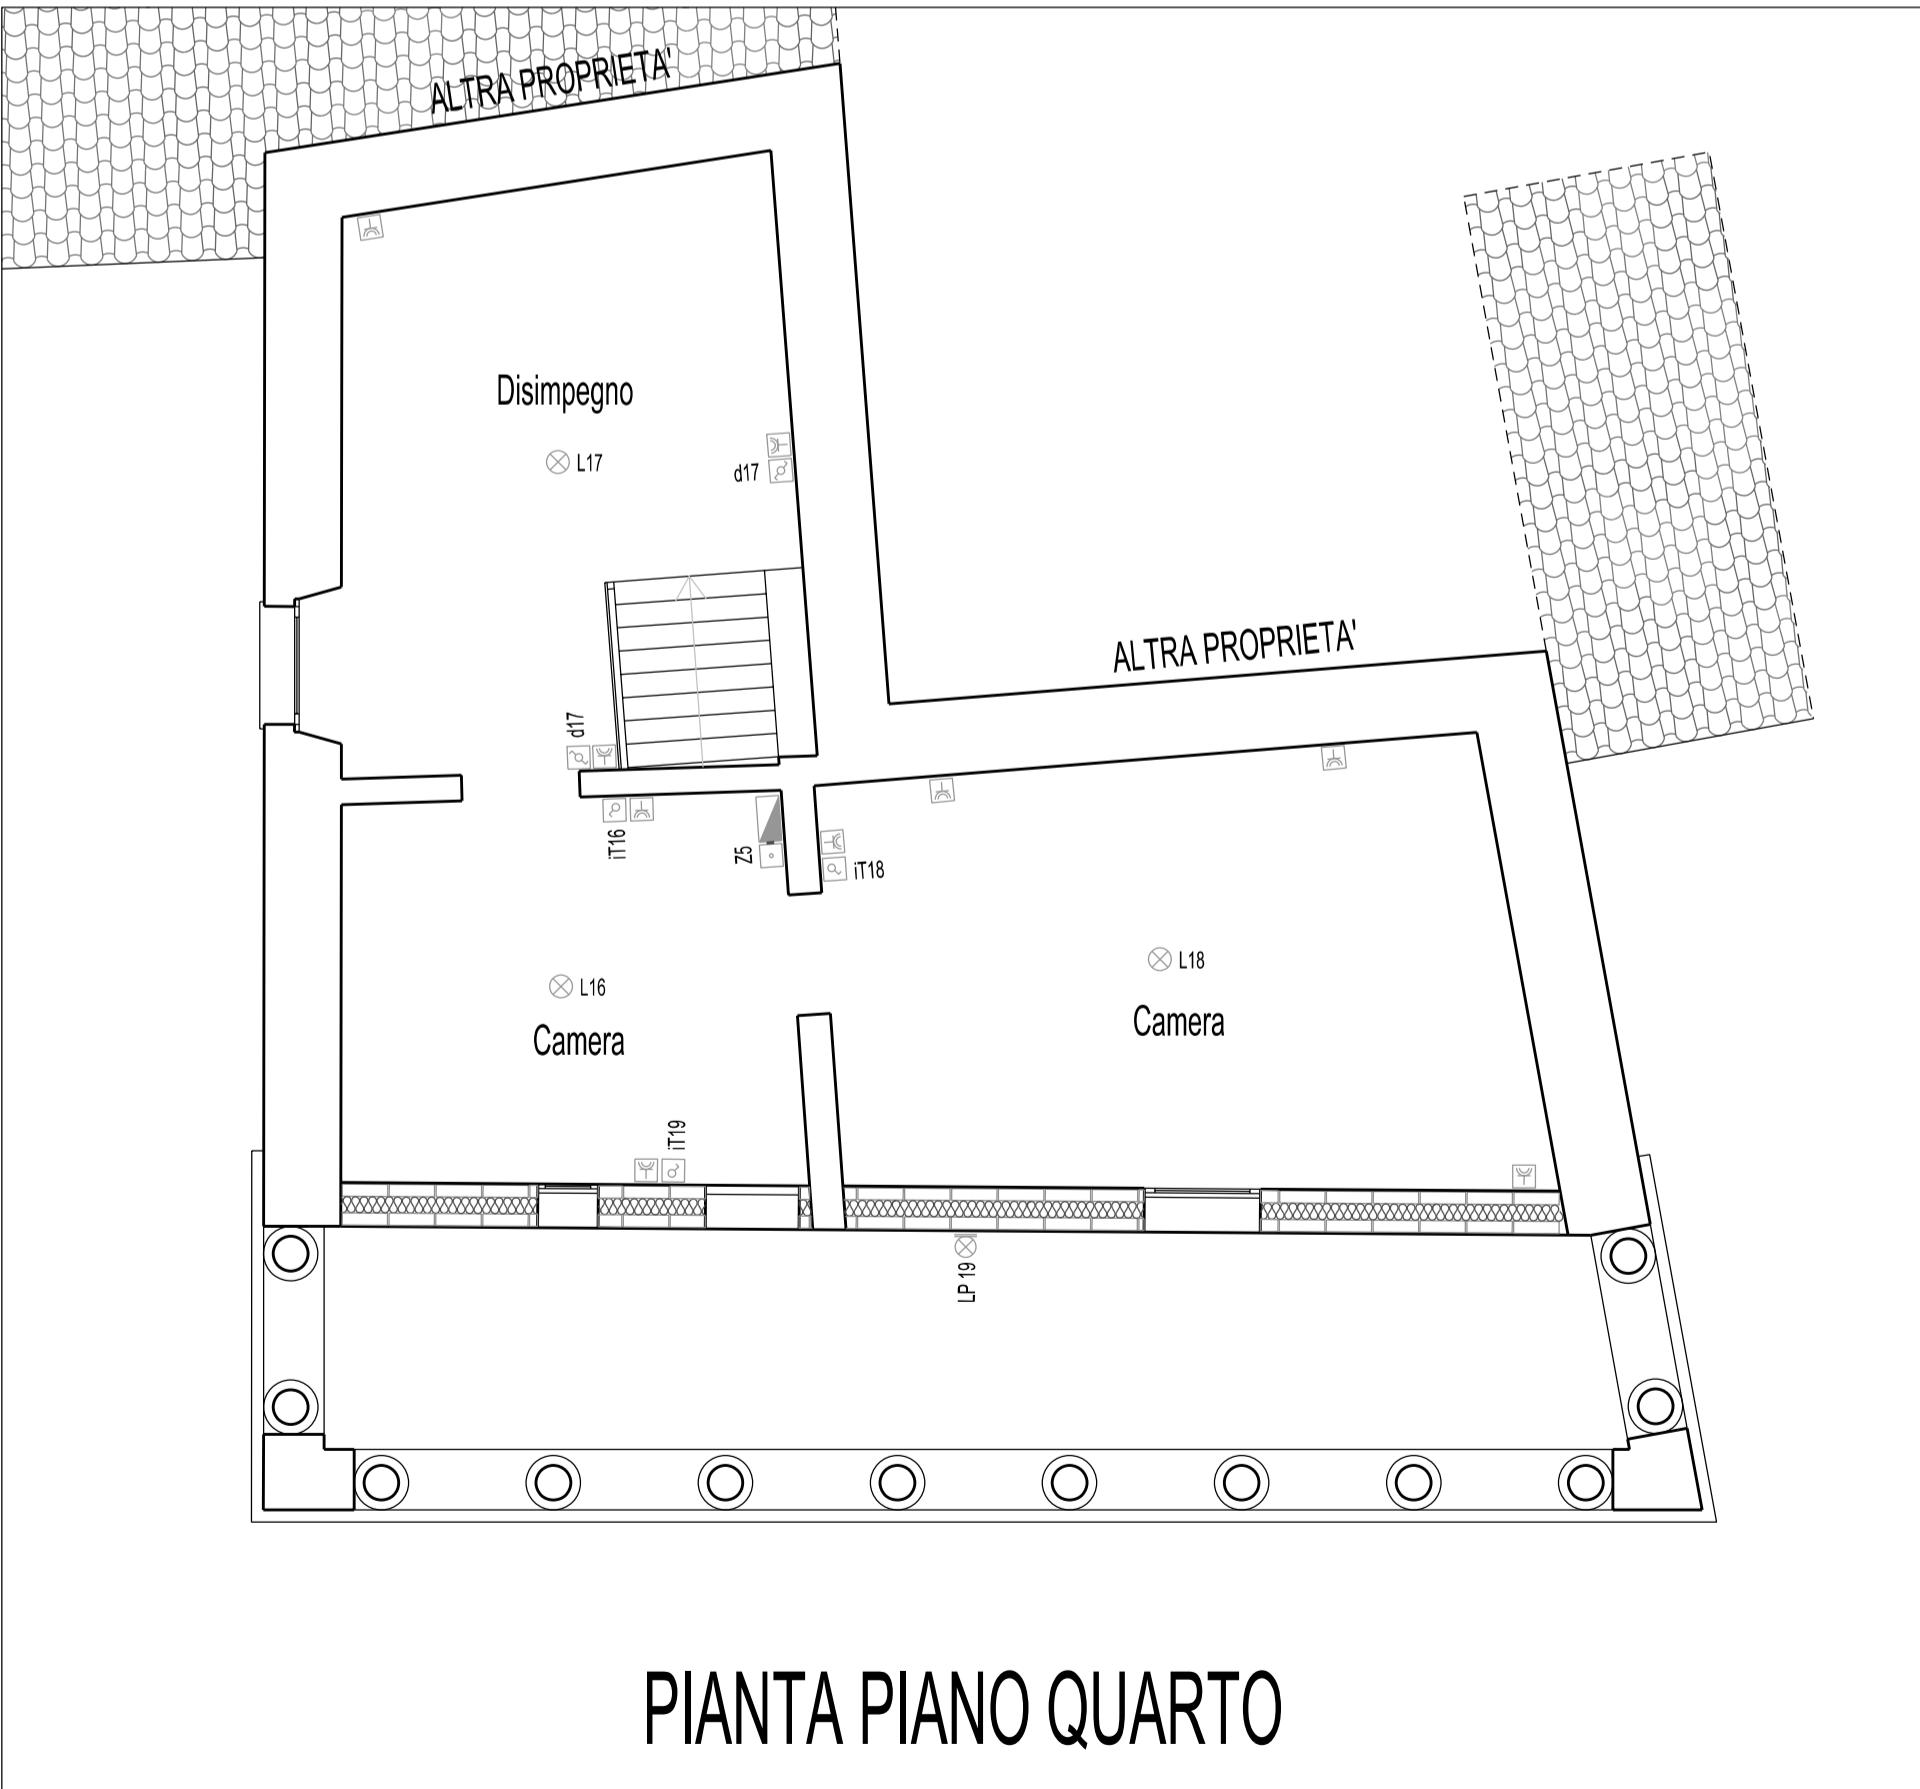 ALTRA PROPRIETA'
Disimpegno
L17
d17
ALTRA PROPRIETA'
d17
iT16
Z5
iT18
L16
Camera
L18
Camera
iT19
LP 19
PIANTA PIANO QUARTO